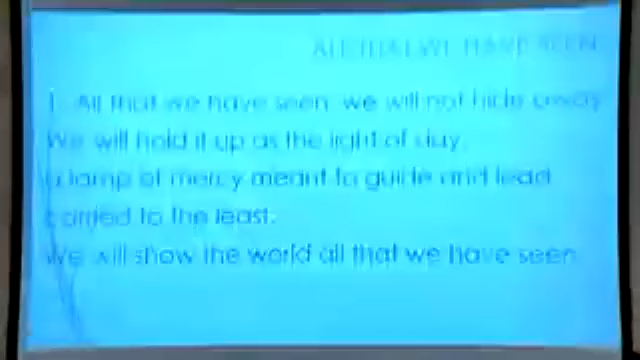 ALL THAT WE HAVE SEEN
1. All that we have seen, we will not hide away
We will hold it up as the light of day,
a lamp of mercy meant to guide and lead
carried to the least.
We will show the world all that we have seen